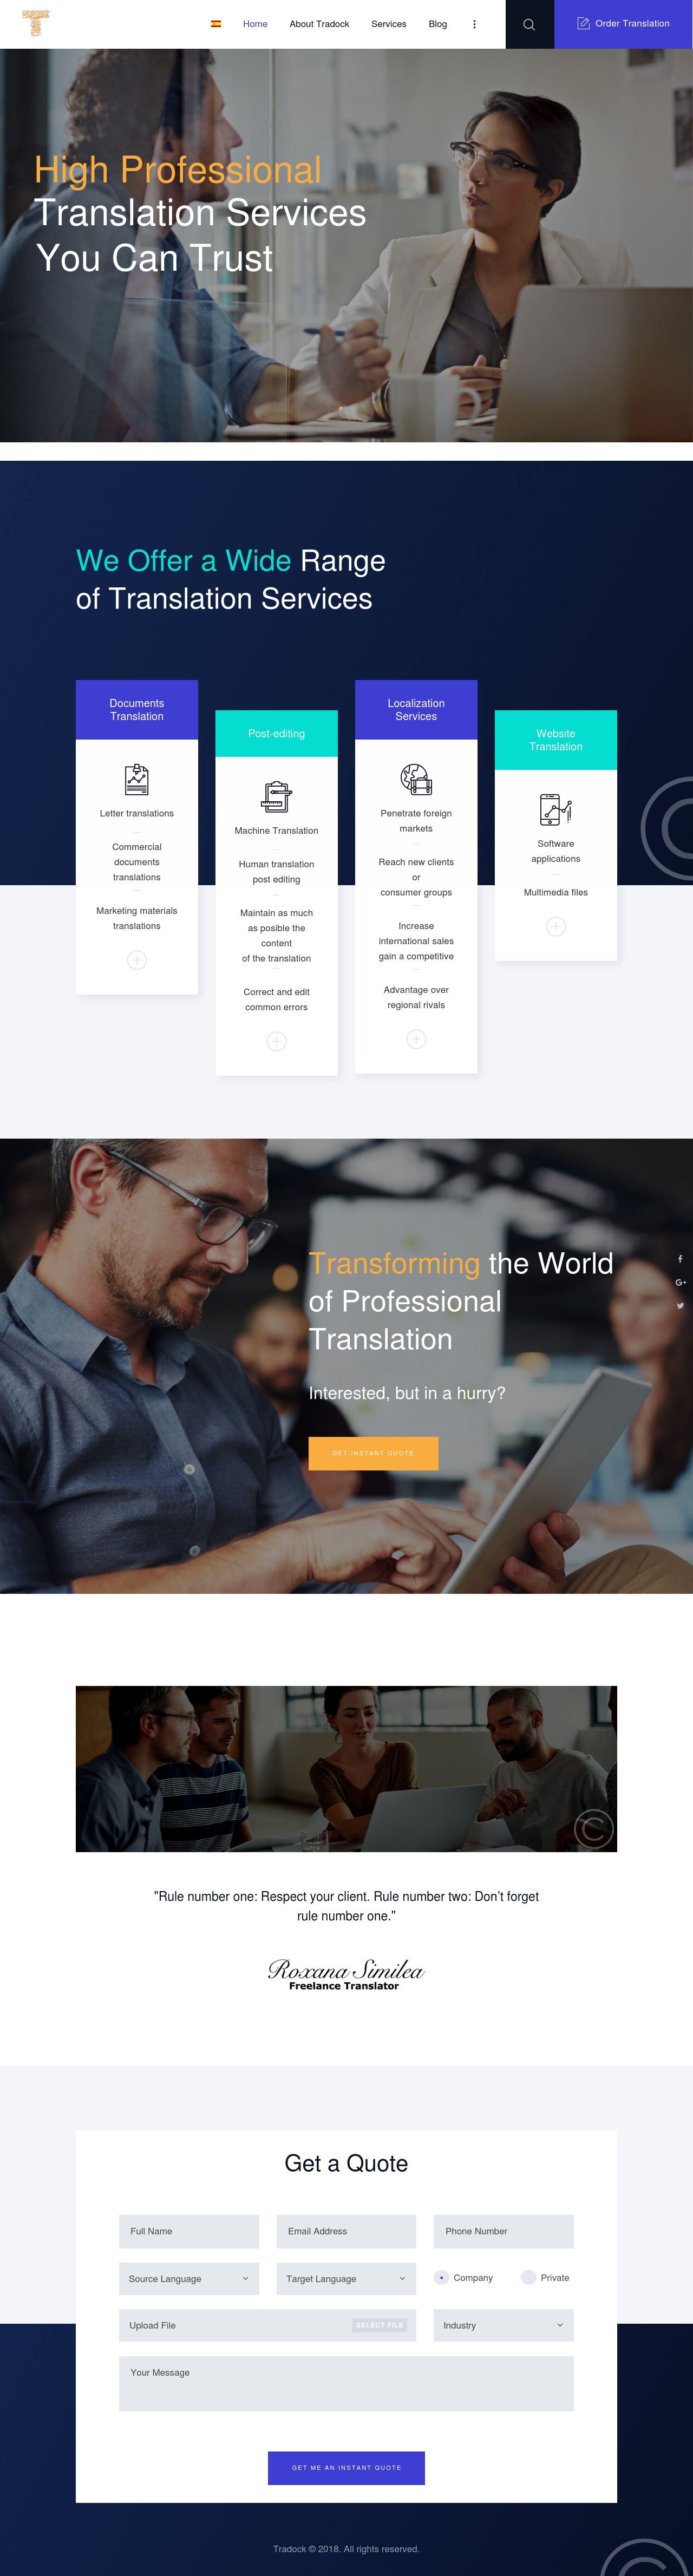 Home
About Tradock
Services
Blog
Order Translation
High Professional
Translation Services
You Can Trust
We Offer a Wide Range
of Translation Services
Documents
Translation
Letter translations
Commercial
documents
translations
Marketing materials
translations
Post-editing
Machine Translation
Human translation
post editing
Maintain as much
as posible the
content
of the translation
Correct and edit
common errors
Localization
Services
Penetrate foreign
markets
Reach new clients
or
consumer groups
Increase
international sales
gain a competitive
Advantage over
regional rivals
Website
Translation
Software
applications
Multimedia files
Transforming the World
of Professional
Translation
Interested, but in a hurry?
GET INSTANT QUOTE
"Rule number one: Respect your client. Rule number two: Don't forget
rule number one."
Roxana Similea
Freelance Translator
Get a Quote
Full Name
Email Address
Phone Number
Source Language
Target Language
Company
Private
Upload File
SELECT FILE
Industry
Your Message
GET ME AN INSTANT QUOTE
Tradock © 2018. All rights reserved.